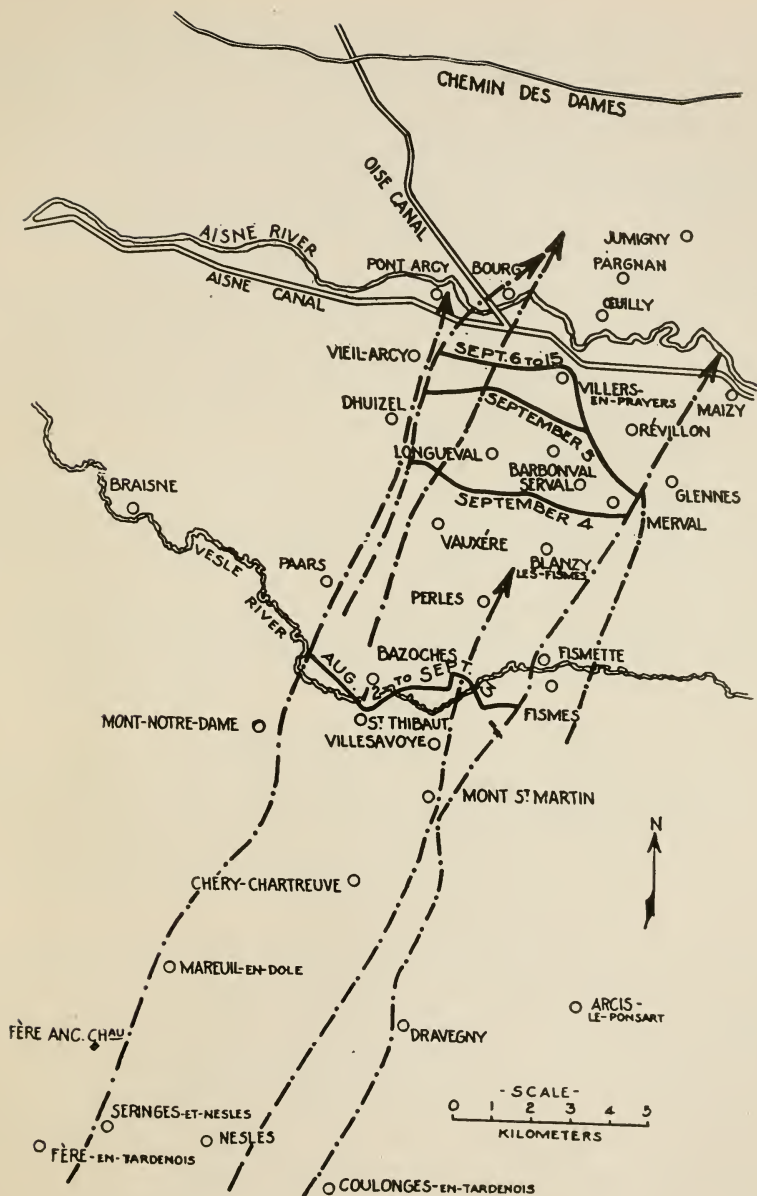 CHEMIN DES DAMES
OISE CANAL
AISNE RIVER
AISNE CANAL
PONT ARCY
BOURG
JUMIGNY
PARGNAN
ŒUILLY
VIEIL-ARCY
SEPT. 6 TO 15
VILLERS-
EN-PRAYERS
MAIZY
DHUIZEL
SEPTEMBER 5
RÉVILLON
LONGUEVAL
BARBONVAL
SERVAL
GLENNES
BRAISNE
SEPTEMBER 4
MERVAL
VAUXÉRE
BLANZY
LES-FISMES
VESLE
RIVER
PAARS
PERLES
BAZOCHES
FISMETTE
AUG. TO SEPT. 3
FISMES
MONT-NOTRE-DAME
ST THIBAUT
VILLESAVOYE
MONT ST MARTIN
N
CHÉRY-CHARTREUVE
MAREUIL-EN-DOLE
ARCIS-
LE-PONSART
FÈRE ANC. CHAU
DRAVEGNY
-SCALE-
0 1 2 3 4 5
KILOMETERS
SERINGES-ET-NESLES
NESLES
FÈRE-EN-TARDENOIS
COULONGES-EN-TARDENOIS